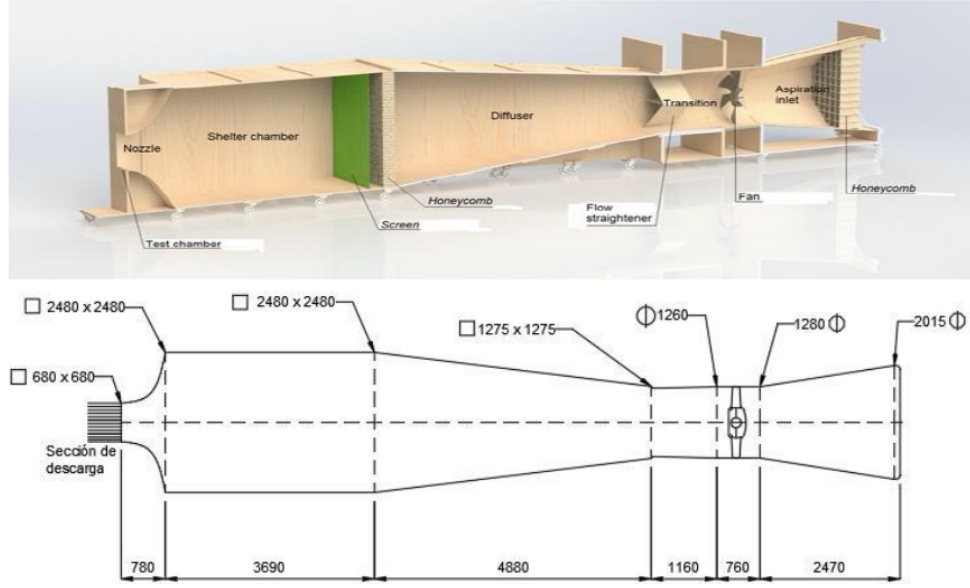 Nozzle
Shelter chamber
Diffuser
Transition
Aspiration
inlet
Honeycomb
Fan
Flow
straightener
Honeycomb
Screen
Test chamber
□ 2480 x 2480
□ 2480 x 2480
□ 1275 x 1275
⌀ 1260
1280 ⌀
2015 ⌀
□ 680 x 680
Sección de
descarga
780
3690
4880
1160
760
2470